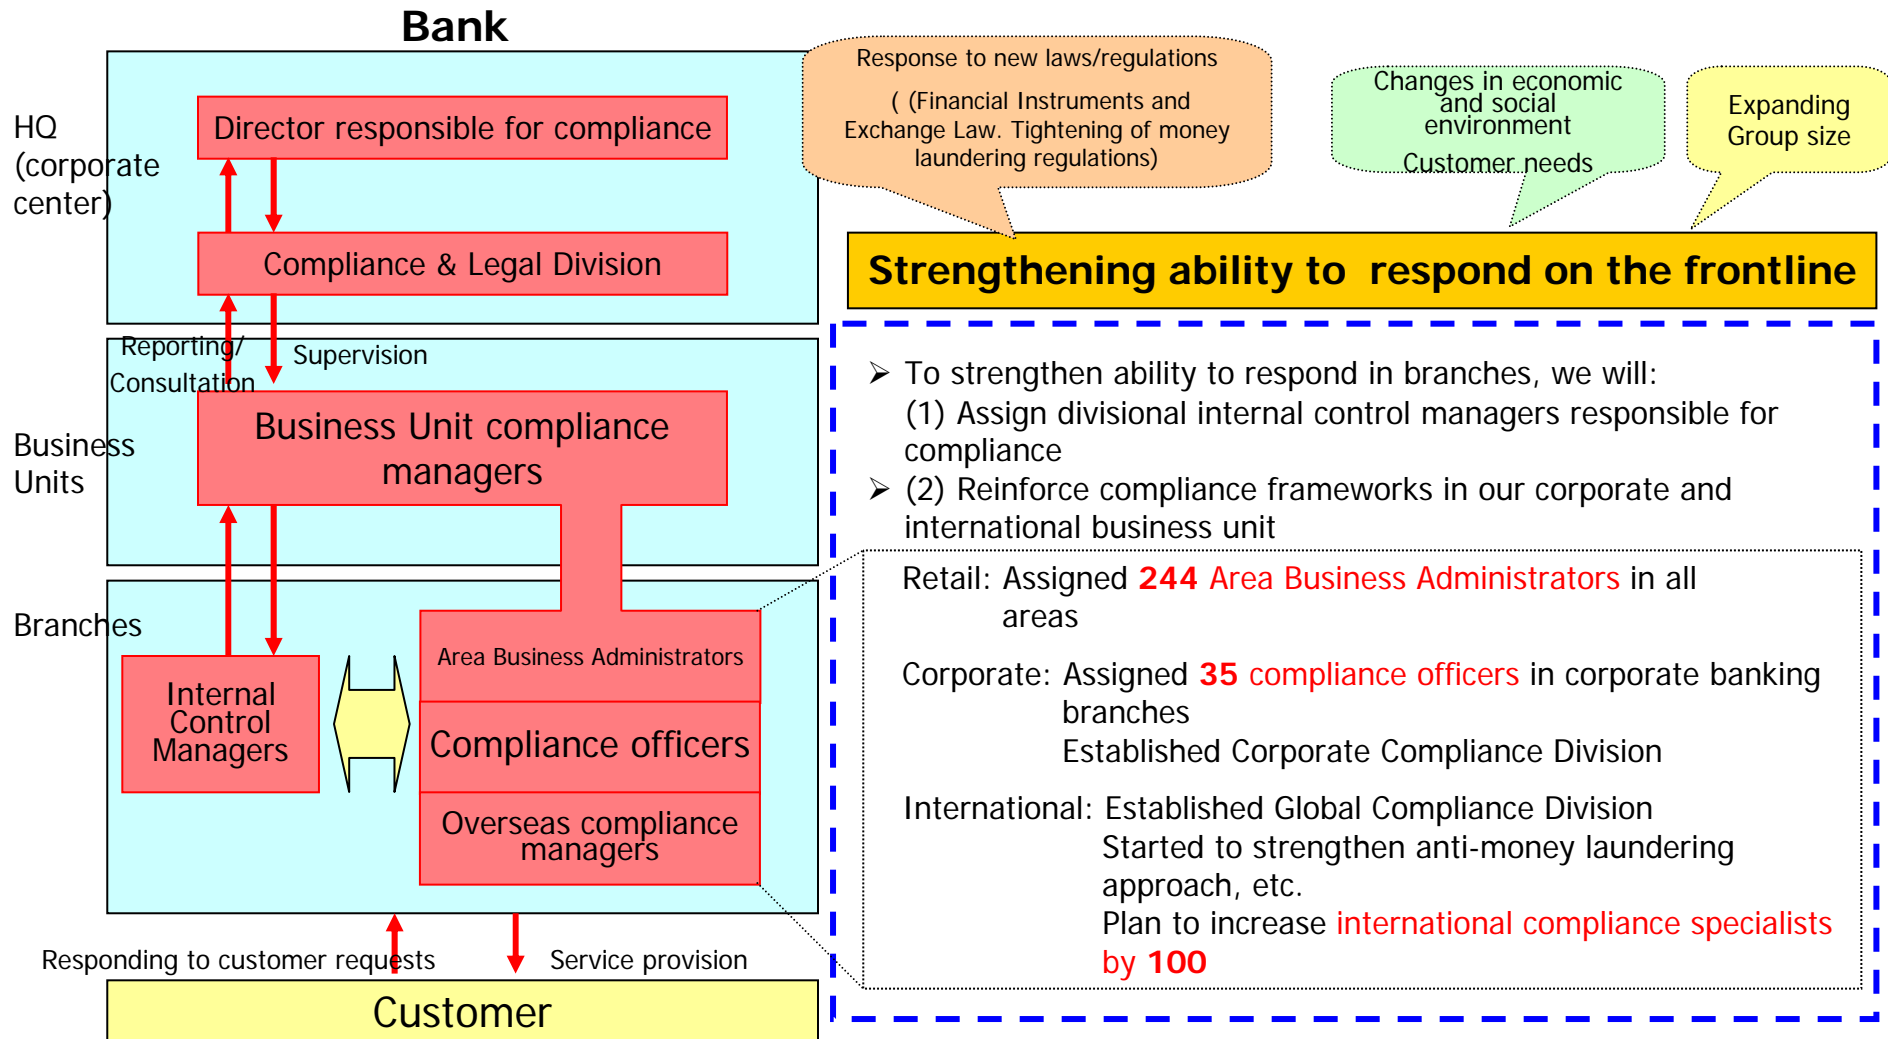 Bank
HQ
(corporate
center)
Director responsible for compliance
Compliance & Legal Division
Reporting/
Consultation
Supervision
Business
Units
Business Unit compliance
managers
Branches
Internal
Control
Managers
Area Business Administrators
Compliance officers
Overseas compliance
managers
Responding to customer requests
Service provision
Customer
Response to new laws/regulations
( (Financial Instruments and
Exchange Law. Tightening of money
laundering regulations)
Changes in economic
and social
environment
Customer needs
Expanding
Group size
Strengthening ability to respond on the frontline
➢ To strengthen ability to respond in branches, we will:
(1) Assign divisional internal control managers responsible for
compliance
➢ (2) Reinforce compliance frameworks in our corporate and
international business unit
Retail: Assigned 244 Area Business Administrators in all
areas
Corporate: Assigned 35 compliance officers in corporate banking
branches
Established Corporate Compliance Division
International: Established Global Compliance Division
Started to strengthen anti-money laundering
approach, etc.
Plan to increase international compliance specialists
by 100